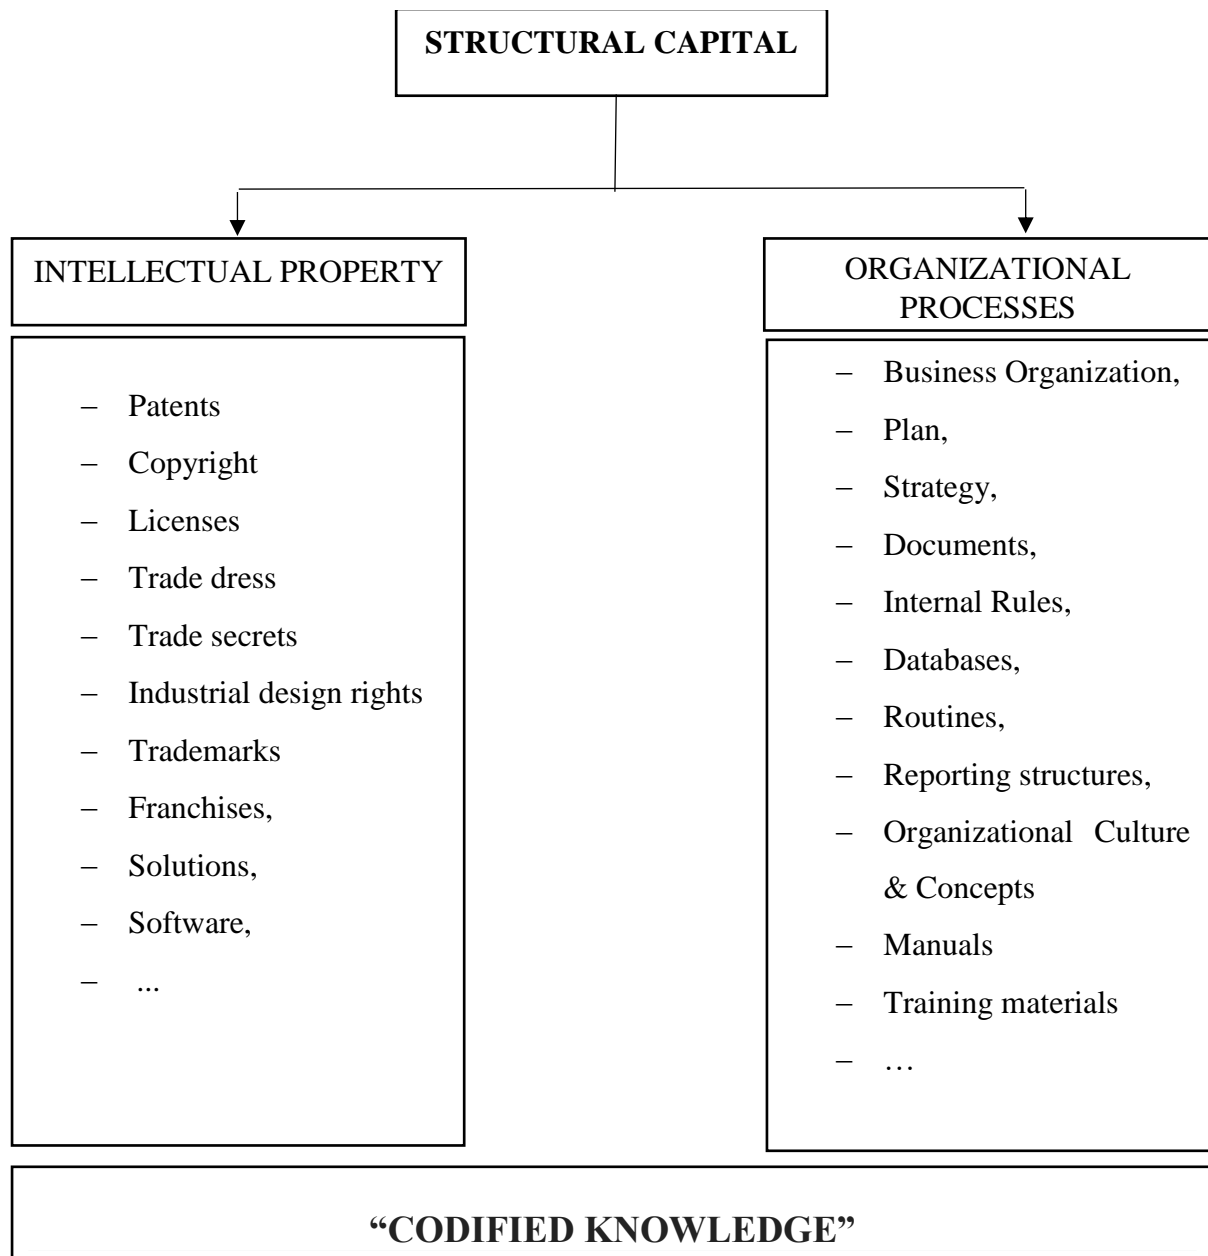 STRUCTURAL CAPITAL
INTELLECTUAL PROPERTY
– Patents
– Copyright
– Licenses
– Trade dress
– Trade secrets
– Industrial design rights
– Trademarks
– Franchises,
– Solutions,
– Software,
– ...
ORGANIZATIONAL
PROCESSES
– Business Organization,
– Plan,
– Strategy,
– Documents,
– Internal Rules,
– Databases,
– Routines,
– Reporting structures,
– Organizational Culture
& Concepts
– Manuals
– Training materials
– …
“CODIFIED KNOWLEDGE”